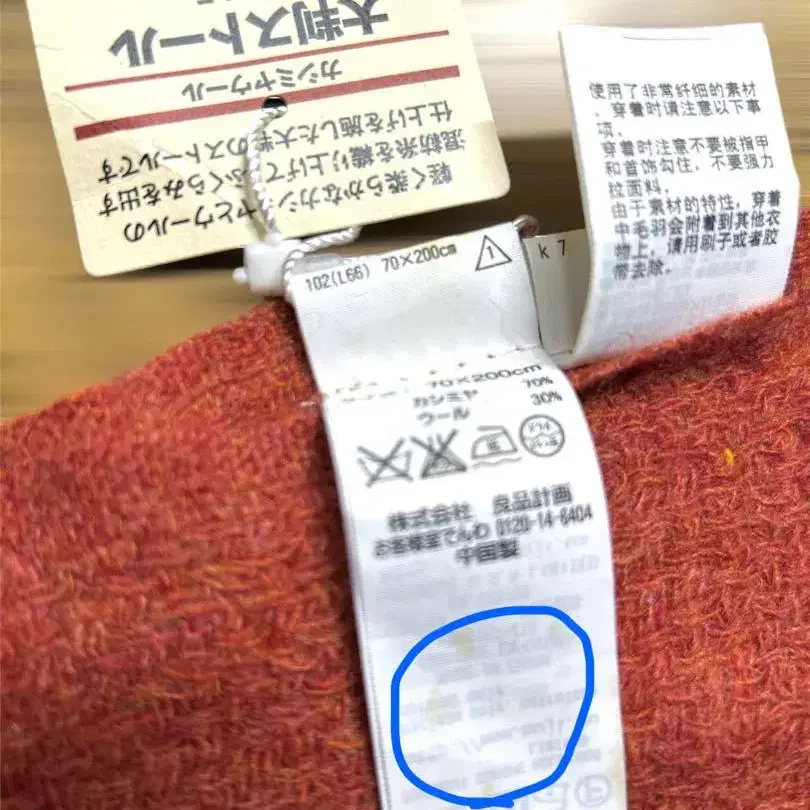 大判ストール
カシミヤウール
軽く柔らかなカシミヤとウールの
混紡糸を織り上げてふくらみを出す
仕上げを施した大判のストールです
使用了非常纤细的素材
，穿着时请注意以下事
项。
穿着时注意不要被指甲
和首饰勾住，不要强力
拉面料。
由于素材的特性，穿着
中毛羽会附着到其他衣
物上，请用刷子或者胶
带去除。
102(L66) 70×200cm 1
K 7
70×200cm
カシミヤ 70%
ウール 30%
株式会社 良品計画
お客様室でんわ 0120-14-6404
中国製